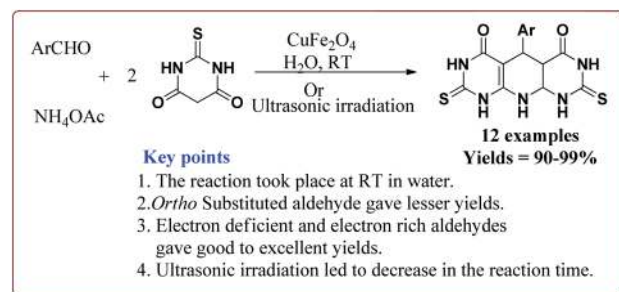 ArCHO
+ 2
NH₄OAc
S
HN NH
O O
CuFe₂O₄
H₂O, RT
Or
Ultrasonic irradiation
O Ar O
HN NH
S N H N H N H S
12 examples
Yields = 90-99%
Key points
1. The reaction took place at RT in water.
2.Ortho Substituted aldehyde gave lesser yields.
3. Electron deficient and electron rich aldehydes
gave good to excellent yields.
4. Ultrasonic irradiation led to decrease in the reaction time.